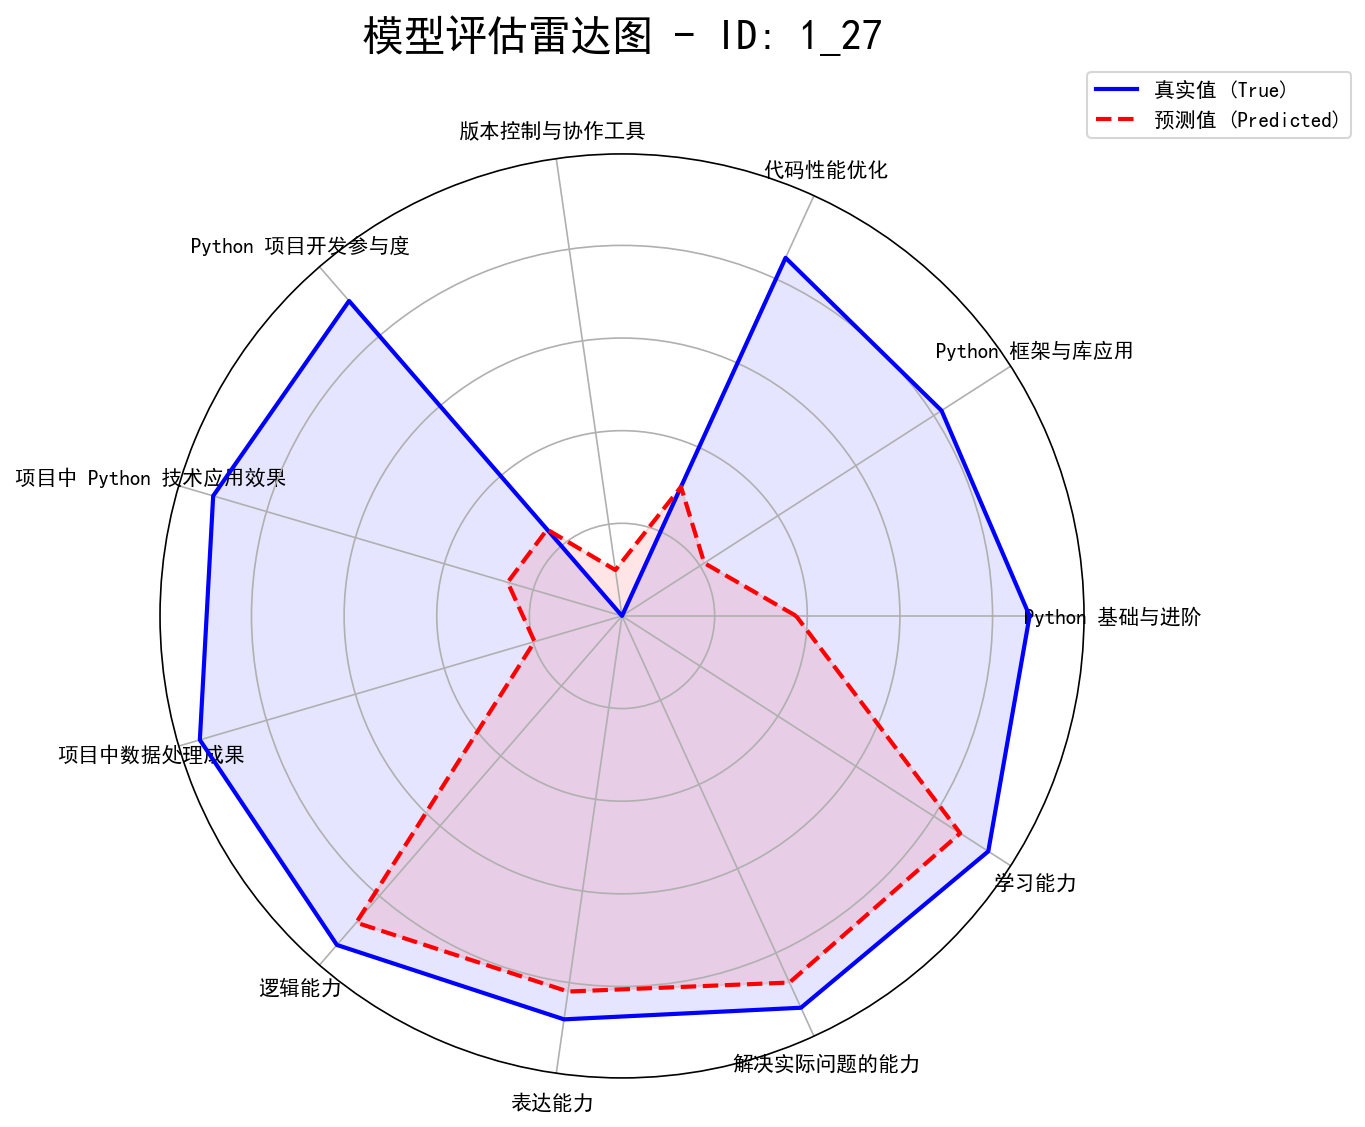 模型评估雷达图 - ID: 1_27
真实值 (True)
预测值 (Predicted)
版本控制与协作工具
代码性能优化
Python 项目开发参与度
Python 框架与库应用
项目中 Python 技术应用效果
Python 基础与进阶
项目中数据处理成果
学习能力
逻辑能力
解决实际问题的能力
表达能力